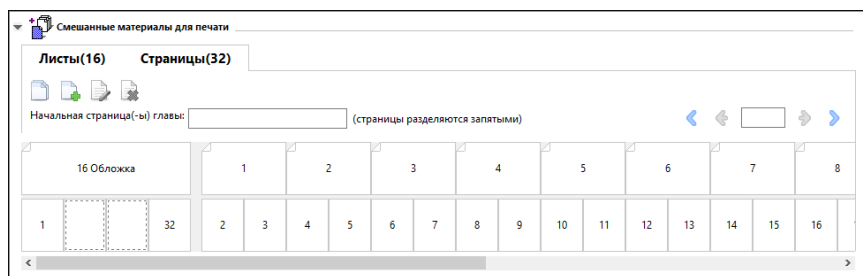 Смешанные материалы для печати
Листы(16) Страницы(32)
Начальная страница(-ы) главы: (страницы разделяются запятыми)
16 Обложка 1 2 3 4 5 6 7 8
1 32 2 3 4 5 6 7 8 9 10 11 12 13 14 15 16